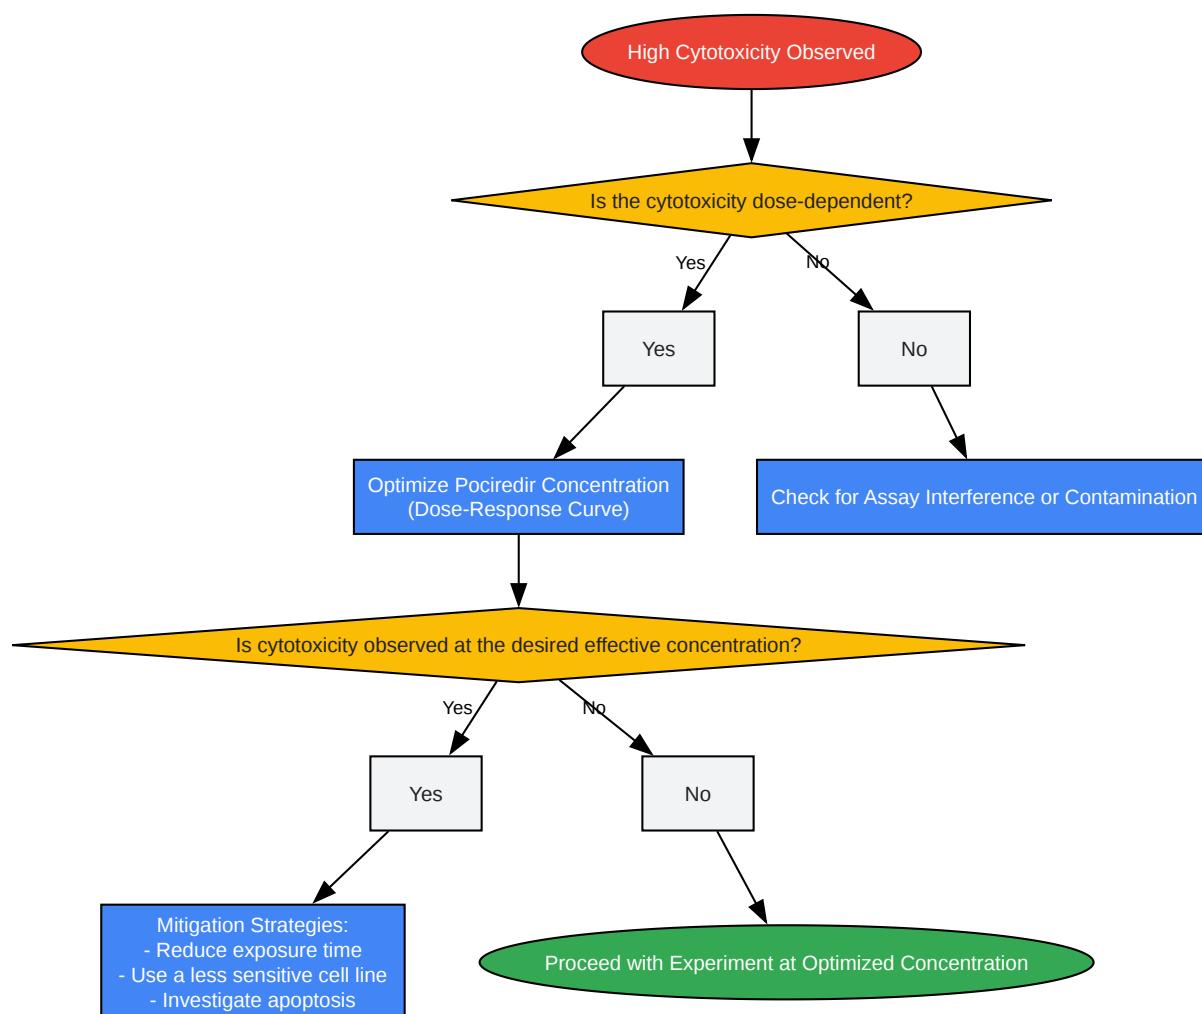 High Cytotoxicity Observed
Is the cytotoxicity dose-dependent?
Yes
No
Yes
No
Optimize Pociredir Concentration
(Dose-Response Curve)
Check for Assay Interference or Contamination
Is cytotoxicity observed at the desired effective concentration?
Yes
No
Yes
No
Mitigation Strategies:
- Reduce exposure time
- Use a less sensitive cell line
- Investigate apoptosis
Proceed with Experiment at Optimized Concentration